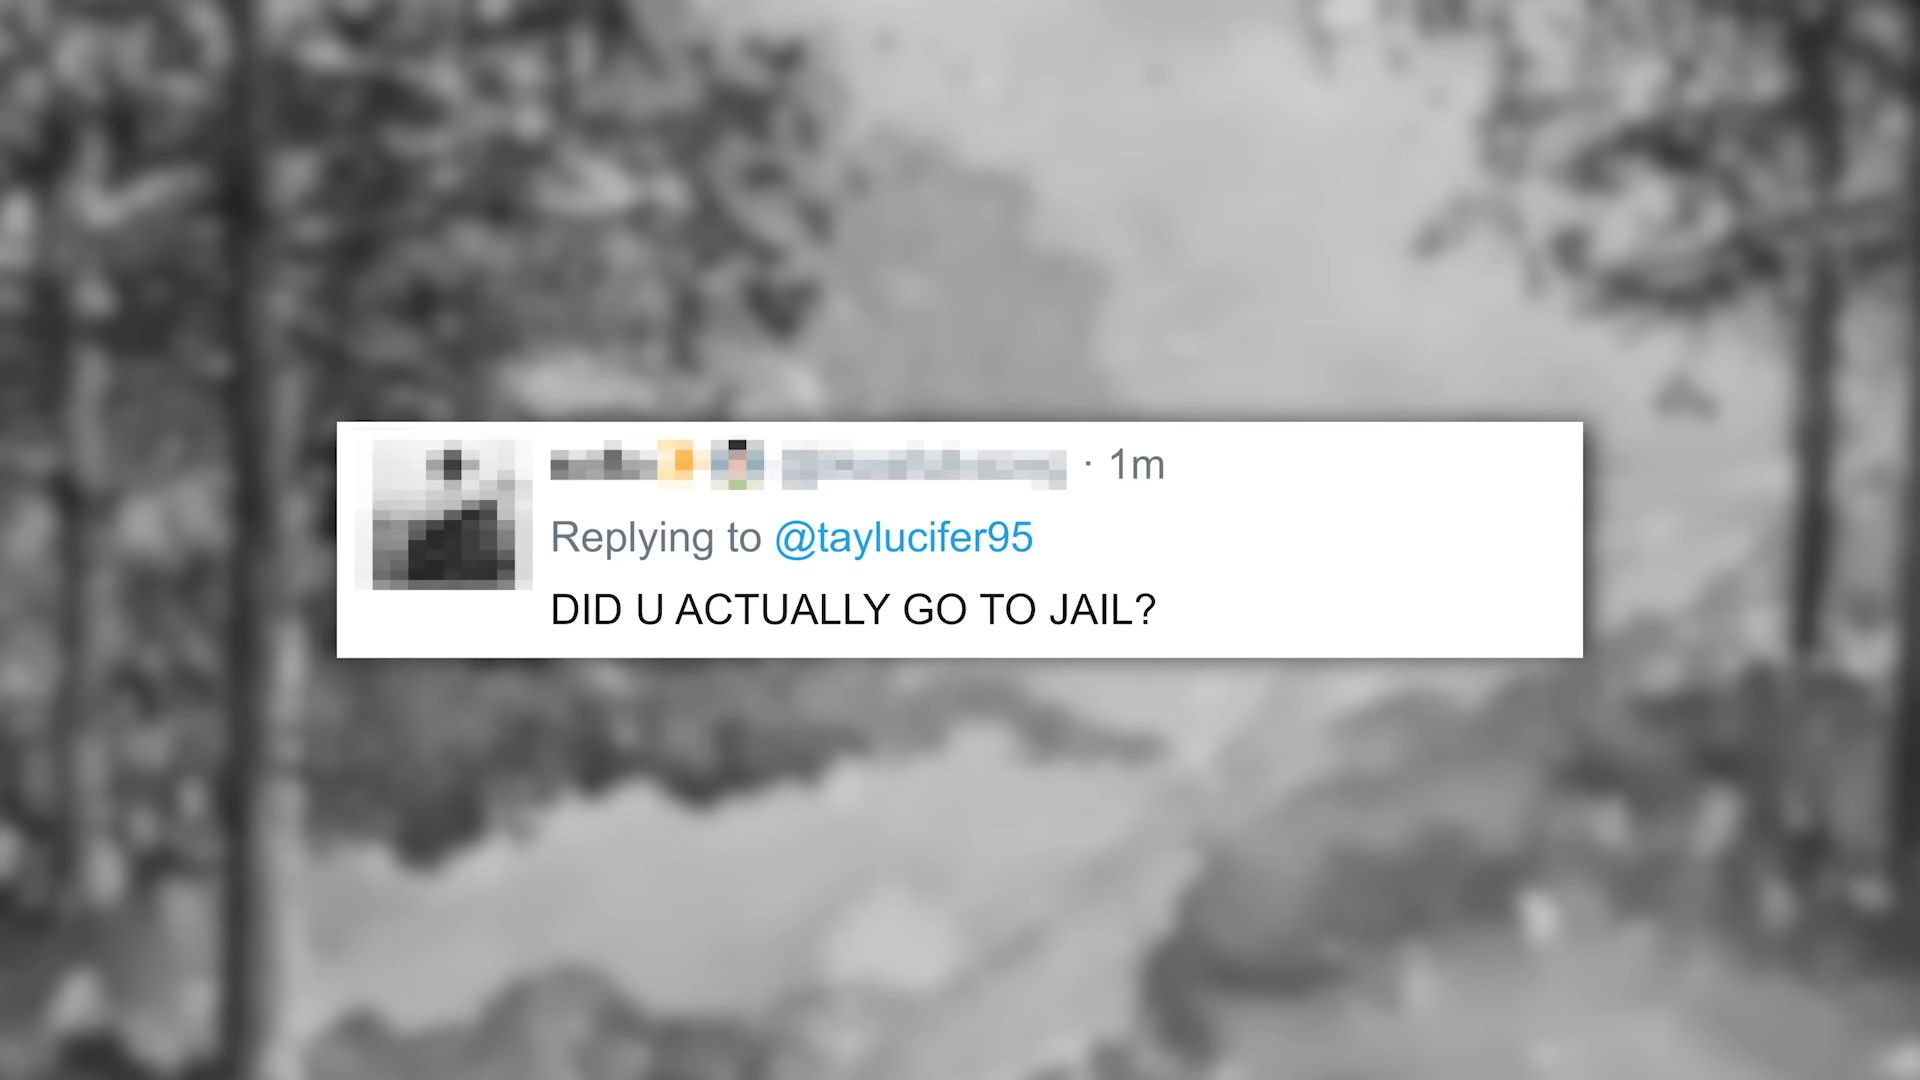 · 1m
Replying to @taylucifer95
DID U ACTUALLY GO TO JAIL?